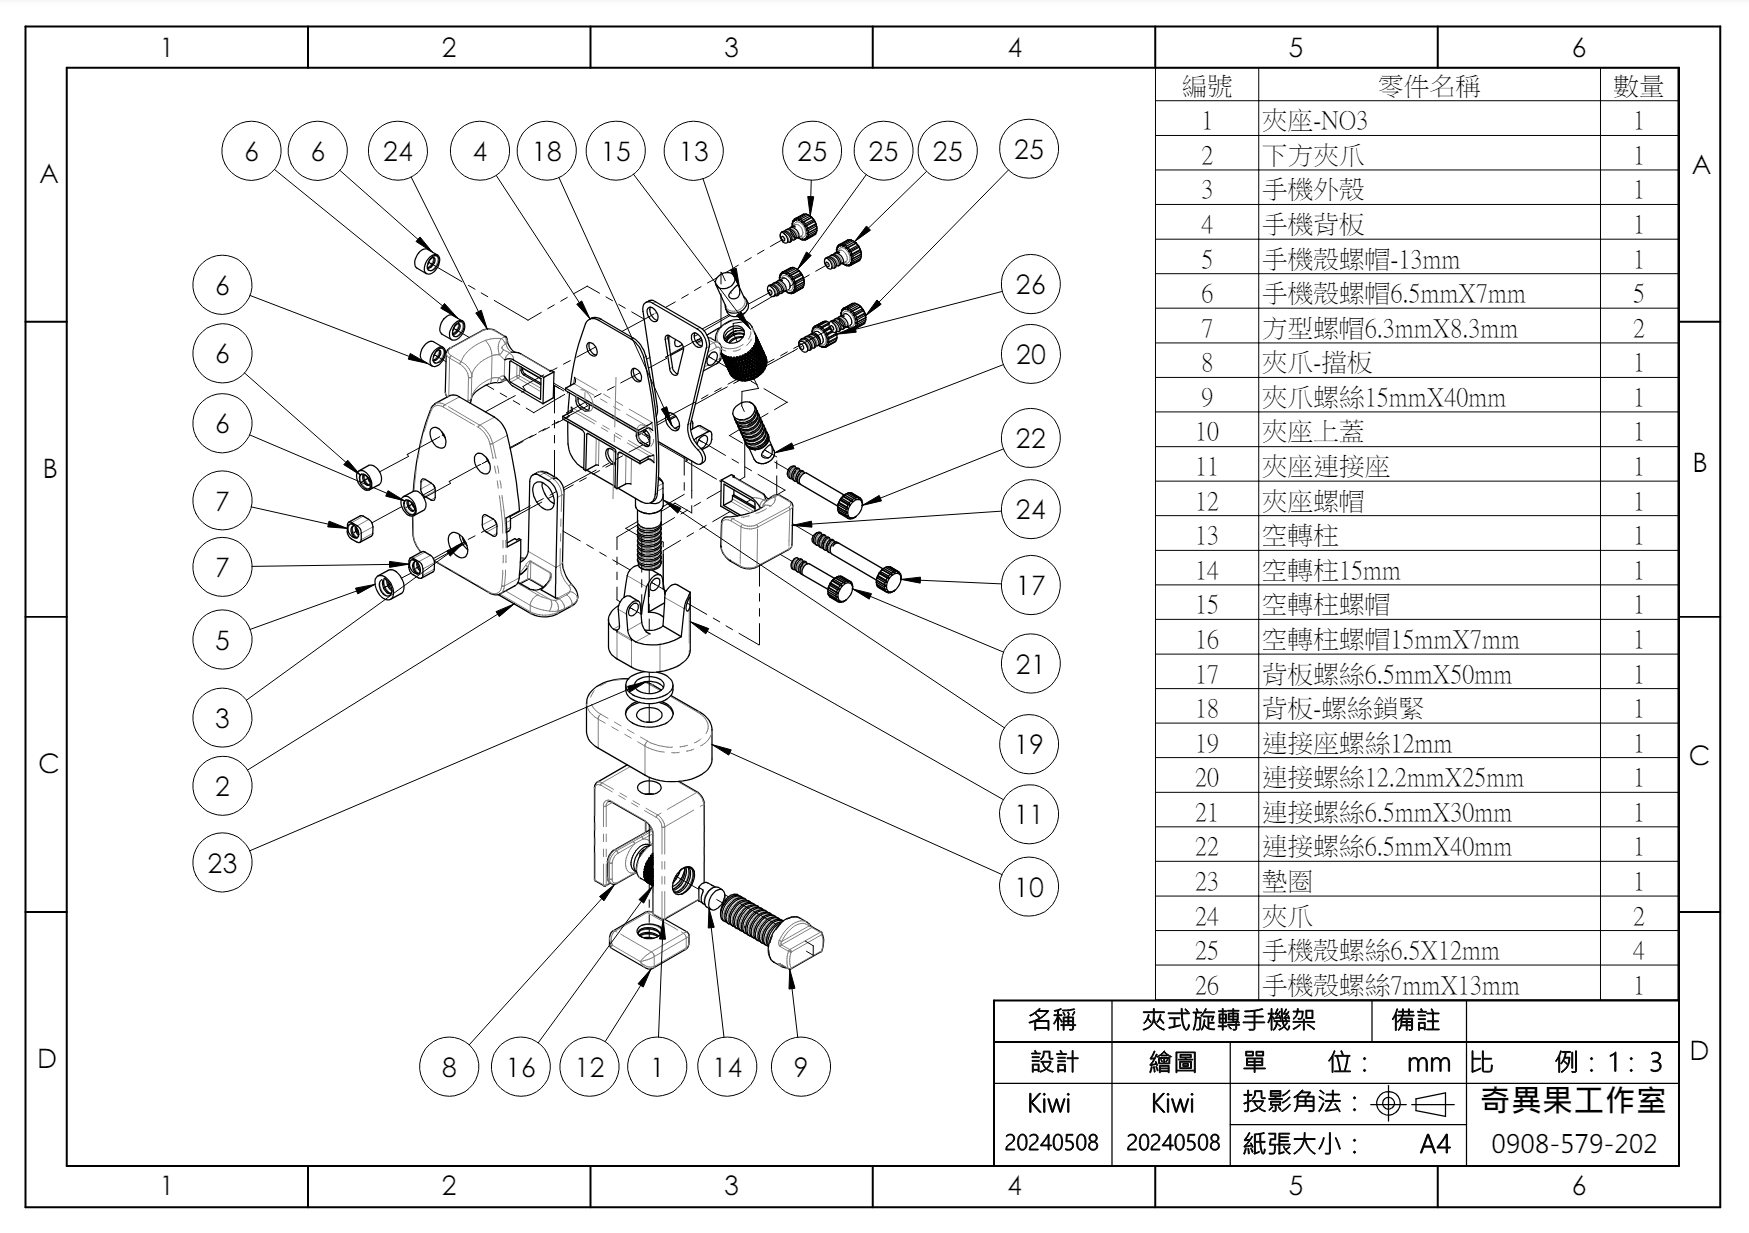 1 2 3 4 5 6
編號 零件名稱 數量
1 夾座-NO3 1
2 下方夾爪 1
3 手機外殼 1
4 手機背板 1
5 手機殼螺帽-13mm 1
6 手機殼螺帽6.5mmX7mm 5
7 方型螺帽6.3mmX8.3mm 2
8 夾爪-擋板 1
9 夾爪螺絲15mmX40mm 1
10 夾座上蓋 1
11 夾座連接座 1
12 夾座螺帽 1
13 空轉柱 1
14 空轉柱15mm 1
15 空轉柱螺帽 1
16 空轉柱螺帽15mmX7mm 1
17 背板螺絲6.5mmX50mm 1
18 背板-螺絲鎖緊 1
19 連接座螺絲12mm 1
20 連接螺絲12.2mmX25mm 1
21 連接螺絲6.5mmX30mm 1
22 連接螺絲6.5mmX40mm 1
23 墊圈 1
24 夾爪 2
25 手機殼螺絲6.5X12mm 4
26 手機殼螺絲7mmX13mm 1
A A
B B
C C
D D
6 6 24 4 18 15 13 25 25 25 25
6
6
6
7
7
5
3
2
23
26
20
22
24
17
21
19
11
10
8 16 12 1 14 9
名稱 夾式旋轉手機架 備註
設計 繪圖 單 位： mm 比 例：1：3
Kiwi Kiwi 投影角法： 奇異果工作室
20240508 20240508 紙張大小： A4 0908-579-202
1 2 3 4 5 6